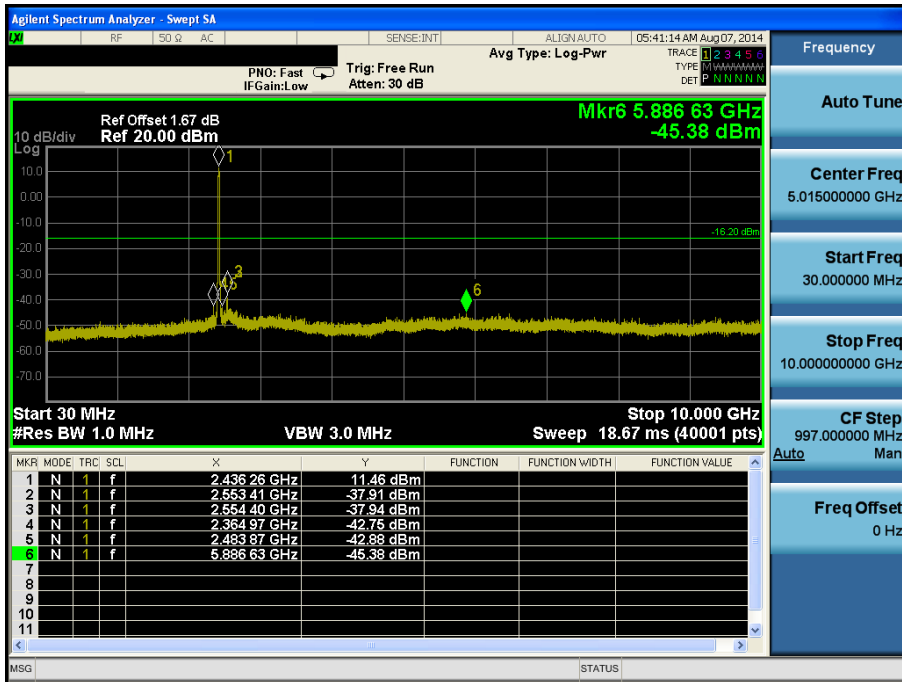 Agilent Spectrum Analyzer - Swept SA
LXI RF 50 Ω AC SENSE:INT ALIGN AUTO 05:41:14 AM Aug 07, 2014
PNO: Fast IFGain:Low Trig: Free Run Atten: 30 dB Avg Type: Log-Pwr
TRACE 1 2 3 4 5 6
TYPE M WWWWW
DET P N N N N N
Frequency
Auto Tune
Center Freq
5.015000000 GHz
Start Freq
30.000000 MHz
Stop Freq
10.000000000 GHz
CF Step
997.000000 MHz
Auto Man
Freq Offset
0 Hz
Mkr6 5.886 63 GHz
-45.38 dBm
Ref Offset 1.67 dB
10 dB/div Ref 20.00 dBm
Log
10.0
0.00
-10.0
-20.0
-30.0
-40.0
-50.0
-60.0
-70.0
1
-16.20 dBm
3
4 5
6
Start 30 MHz Stop 10.000 GHz
#Res BW 1.0 MHz VBW 3.0 MHz Sweep 18.67 ms (40001 pts)
MKR MODE TRC SCL X Y FUNCTION FUNCTION WIDTH FUNCTION VALUE
1 N 1 f 2.436 26 GHz 11.46 dBm
2 N 1 f 2.553 41 GHz -37.91 dBm
3 N 1 f 2.554 40 GHz -37.94 dBm
4 N 1 f 2.364 97 GHz -42.75 dBm
5 N 1 f 2.483 87 GHz -42.88 dBm
6 N 1 f 5.886 63 GHz -45.38 dBm
7
8
9
10
11
MSG STATUS